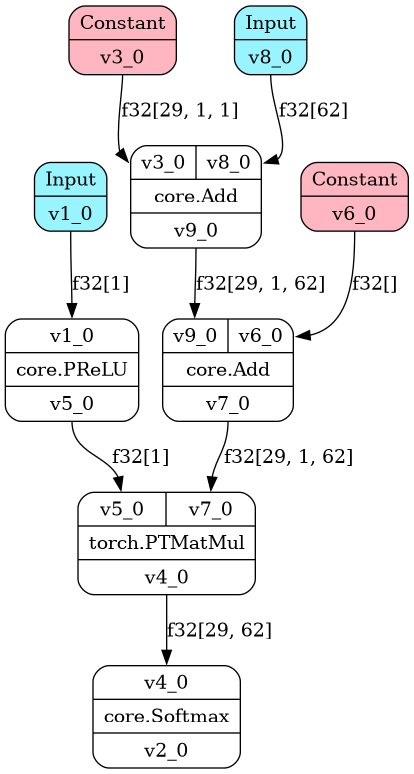 Constant
v3_0
Input
v8_0
f32[29, 1, 1]
f32[62]
v3_0 v8_0
core.Add
v9_0
Input
v1_0
Constant
v6_0
f32[1]
f32[29, 1, 62]
f32[]
v1_0
core.PReLU
v5_0
v9_0 v6_0
core.Add
v7_0
f32[1]
f32[29, 1, 62]
v5_0 v7_0
torch.PTMatMul
v4_0
f32[29, 62]
v4_0
core.Softmax
v2_0